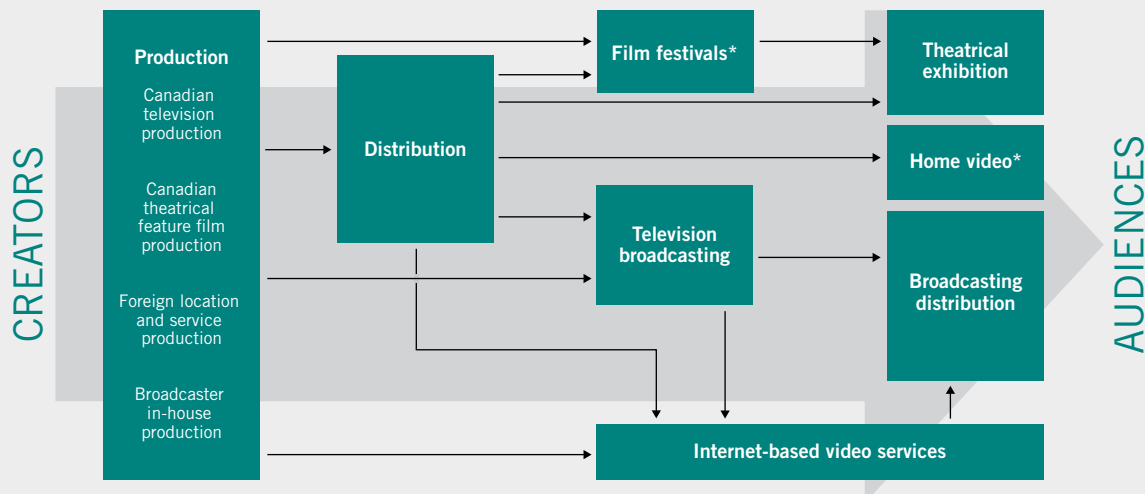 CREATORS
Production
Canadian
television
production
Canadian
theatrical
feature film
production
Foreign location
and service
production
Broadcaster
in-house
production
Distribution
Film festivals*
Television
broadcasting
Internet-based video services
Theatrical
exhibition
Home video*
Broadcasting
distribution
AUDIENCES